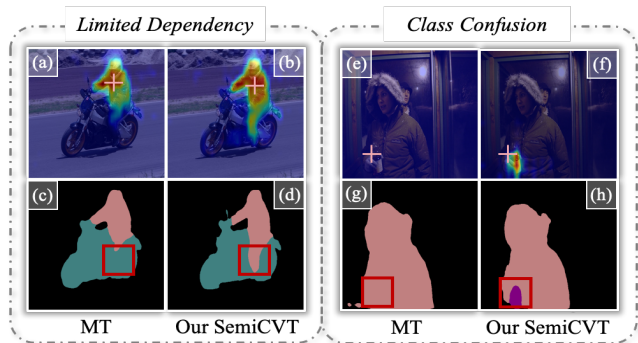 Limited Dependency
Class Confusion
(a) (b) (e) (f)
(c) (d) (g) (h)
MT Our SemiCVT MT Our SemiCVT